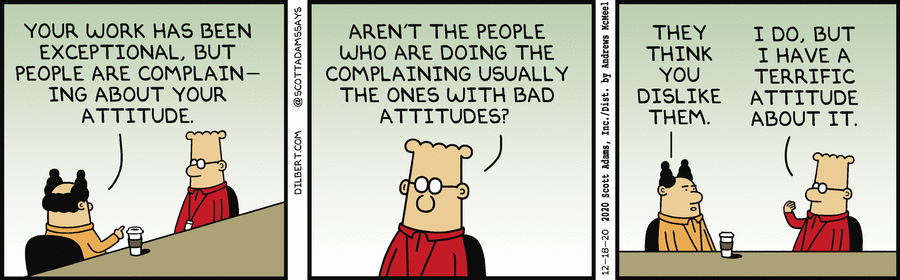 YOUR WORK HAS BEEN
EXCEPTIONAL, BUT
PEOPLE ARE COMPLAIN–
ING ABOUT YOUR
ATTITUDE.
DILBERT.COM @SCOTTADAMSSAYS
AREN'T THE PEOPLE
WHO ARE DOING THE
COMPLAINING USUALLY
THE ONES WITH BAD
ATTITUDES?
12-18-20 2020 Scott Adams, Inc./Dist. by Andrews McMeel
THEY
THINK
YOU
DISLIKE
THEM.
I DO, BUT
I HAVE A
TERRIFIC
ATTITUDE
ABOUT IT.